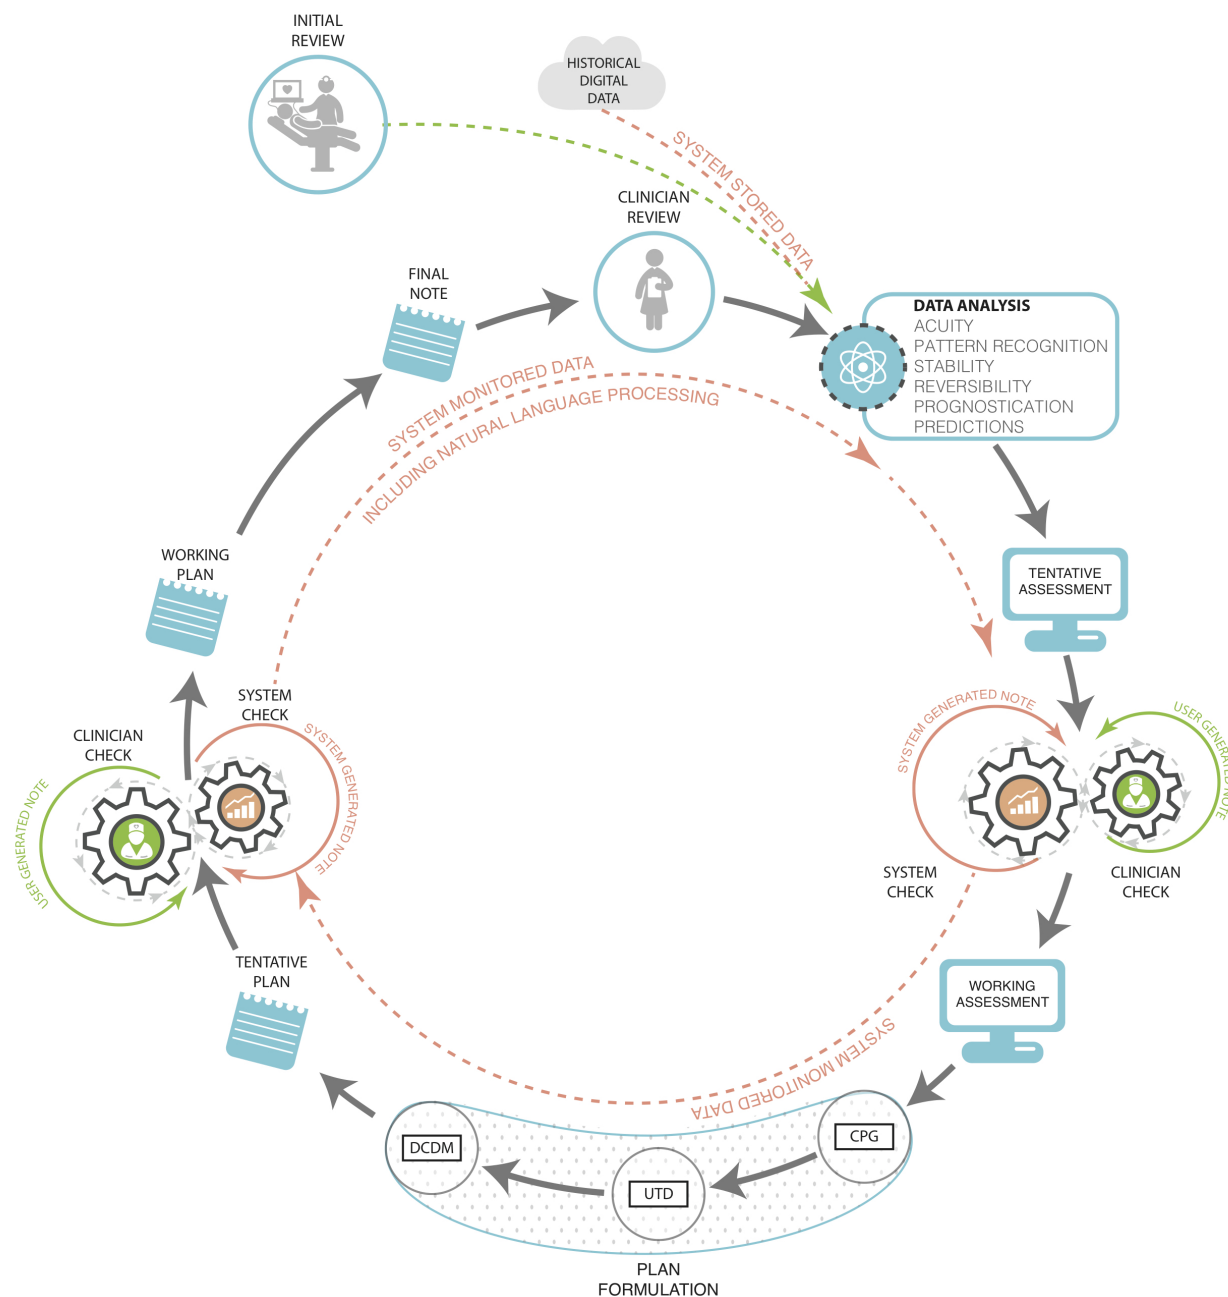 INITIAL
REVIEW
HISTORICAL
DIGITAL
DATA
SYSTEM STORED DATA
CLINICIAN
REVIEW
FINAL
NOTE
DATA ANALYSIS
ACUITY
PATTERN RECOGNITION
STABILITY
REVERSIBILITY
PROGNOSTICATION
PREDICTIONS
SYSTEM MONITORED DATA
INCLUDING NATURAL LANGUAGE PROCESSING
WORKING
PLAN
TENTATIVE
ASSESSMENT
SYSTEM
CHECK
CLINICIAN
CHECK
SYSTEM GENERATED NOTE
USER GENERATED NOTE
SYSTEM GENERATED NOTE
USER GENERATED NOTE
SYSTEM
CHECK
CLINICIAN
CHECK
TENTATIVE
PLAN
WORKING
ASSESSMENT
SYSTEM MONITORED DATA
CPG
DCDM
UTD
PLAN
FORMULATION